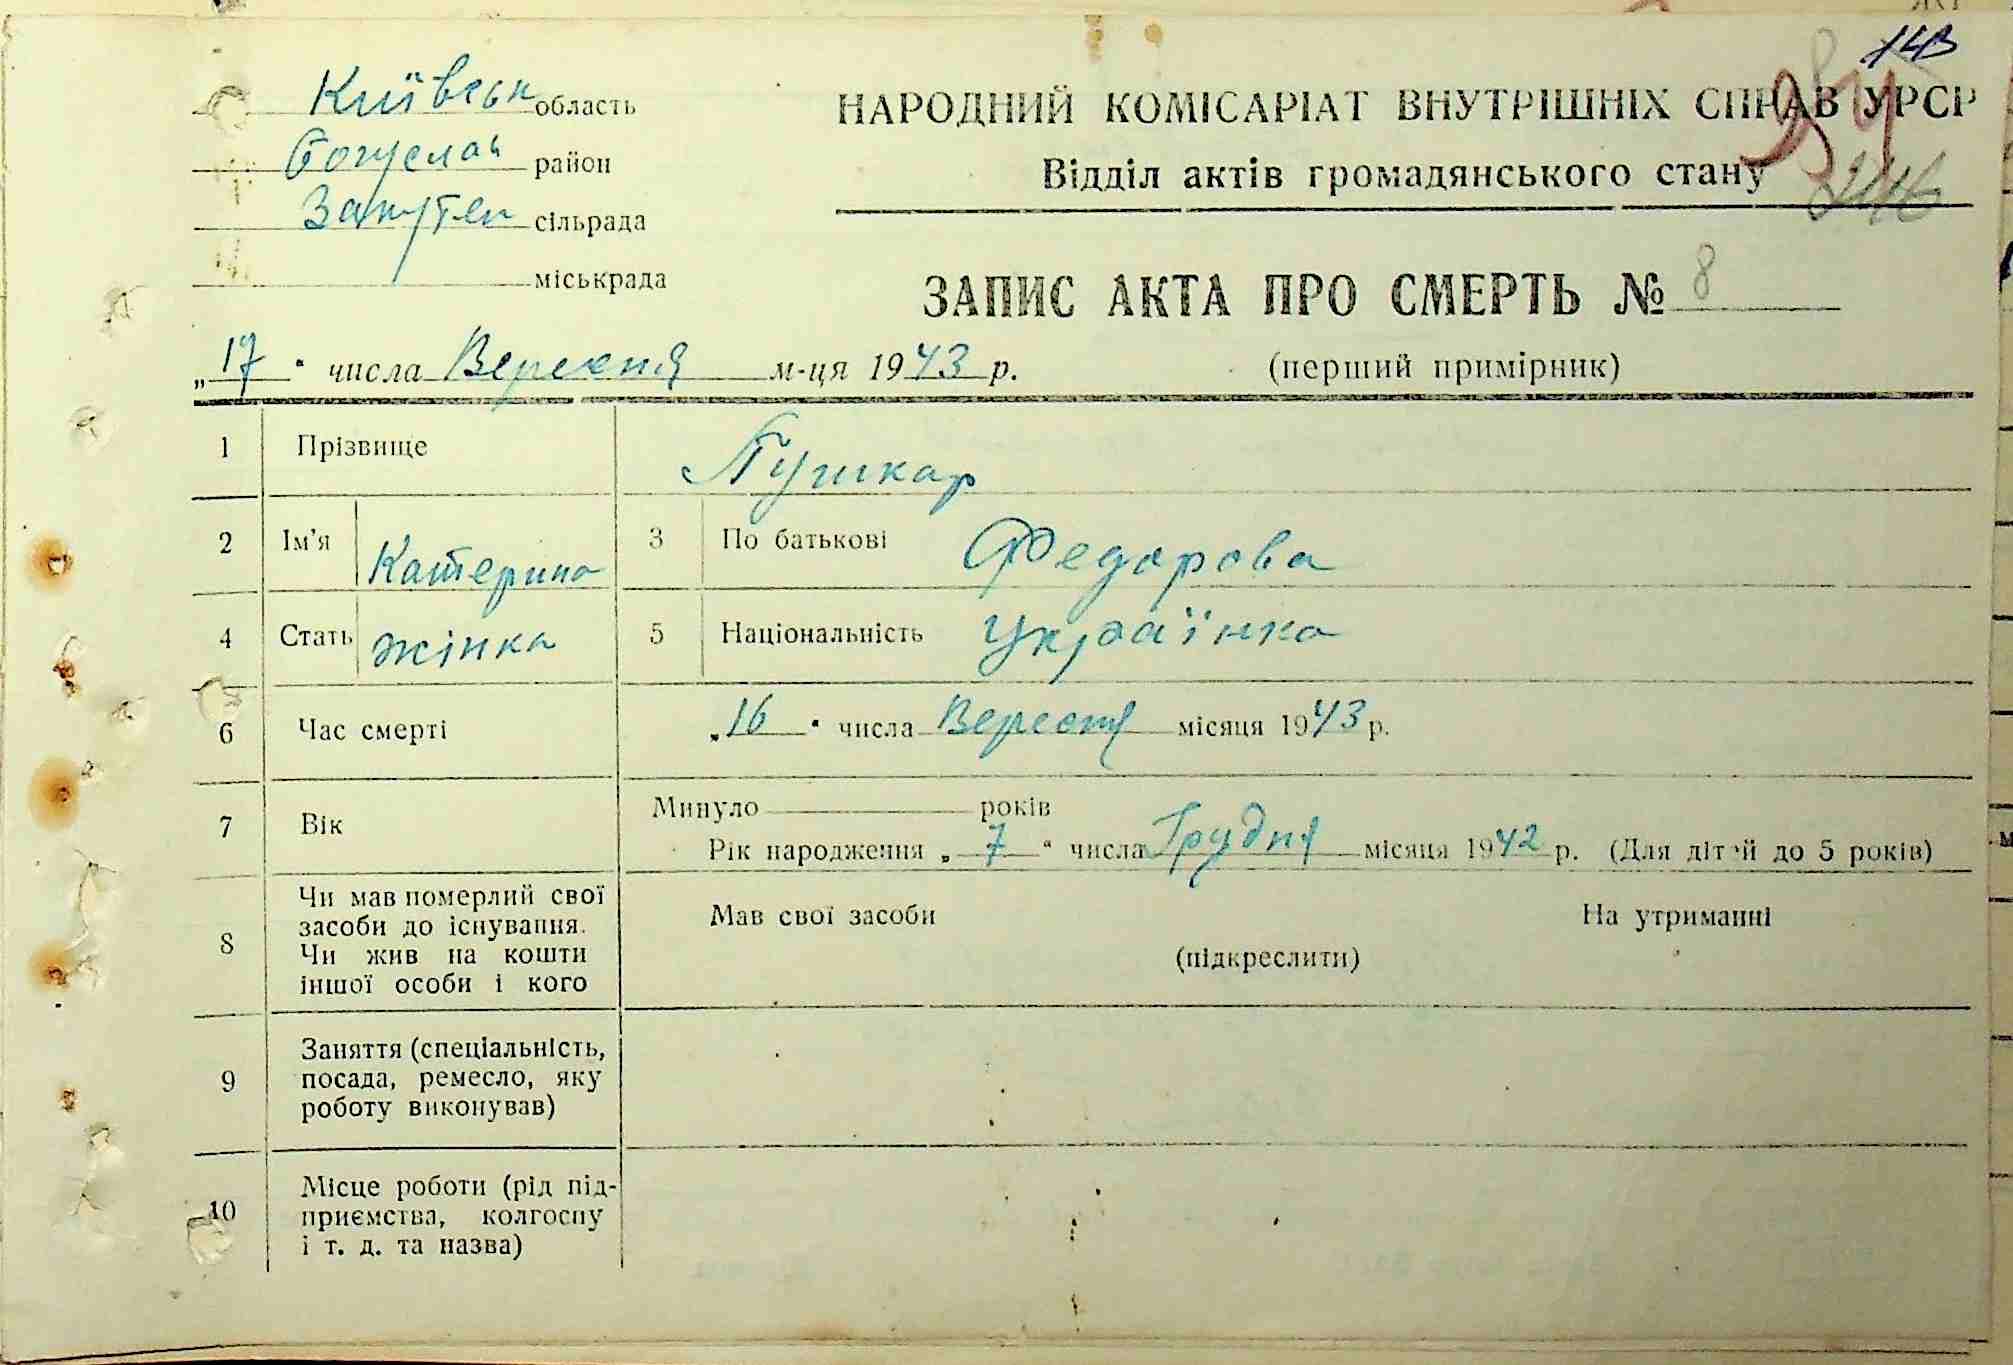 143
Київськ область
Богуслав район
сільрада
міськрада
НАРОДНИЙ КОМІСАРІАТ ВНУТРІШНІХ СПРАВ УРСР
Відділ актів громадянського стану
ЗАПИС АКТА ПРО СМЕРТЬ № 8
(перший примірник)
„17“ числа Вересня м-ця 1943 р.
1 Прізвище Пушкар
2 Ім’я Катерина 3 По батькові Федорова
4 Стать жінка 5 Національність Українка
6 Час смерті „16“ числа Вересня місяця 1943 р.
7 Вік Минуло років
Рік народження „7“ числа Грудня місяця 1942 р. (Для дітей до 5 років)
8 Чи мав померлий свої
засоби до існування.
Чи жив на кошти
іншої особи і кого
Мав свої засоби На утриманні
(підкреслити)
9 Заняття (спеціальність,
посада, ремесло, яку
роботу виконував)
10 Місце роботи (рід під-
приємства, колгоспу
і т. д. та назва)